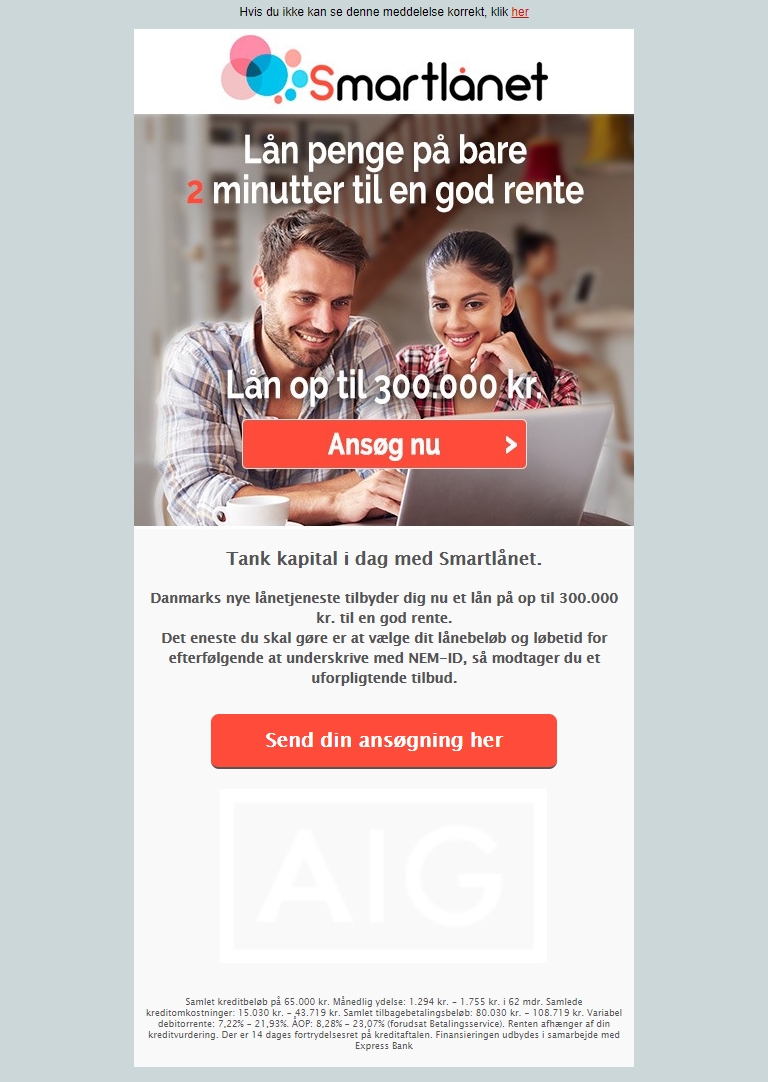 Hvis du ikke kan se denne meddelelse korrekt, klik her
Smartlånet
Lån penge på bare
2 minutter til en god rente
Lån op til 300.000 kr.
Ansøg nu >
Tank kapital i dag med Smartlånet.
Danmarks nye lånetjeneste tilbyder dig nu et lån på op til 300.000
kr. til en god rente.
Det eneste du skal gøre er at vælge dit lånebeløb og løbetid for
efterfølgende at underskrive med NEM-ID, så modtager du et
uforpligtende tilbud.
Send din ansøgning her
AIG
Samlet kreditbeløb på 65.000 kr. Månedlig ydelse: 1.294 kr. - 1.755 kr. i 62 mdr. Samlede
kreditomkostninger: 15.030 kr. - 43.719 kr. Samlet tilbagebetalingsbeløb: 80.030 kr. - 108.719 kr. Variabel
debitorrente: 7,22% - 21,93%. ÅOP: 8,28% - 23,07% (forudsat Betalingsservice). Renten afhænger af din
kreditvurdering. Der er 14 dages fortrydelsesret på kreditaftalen. Finansieringen udbydes i samarbejde med
Express Bank